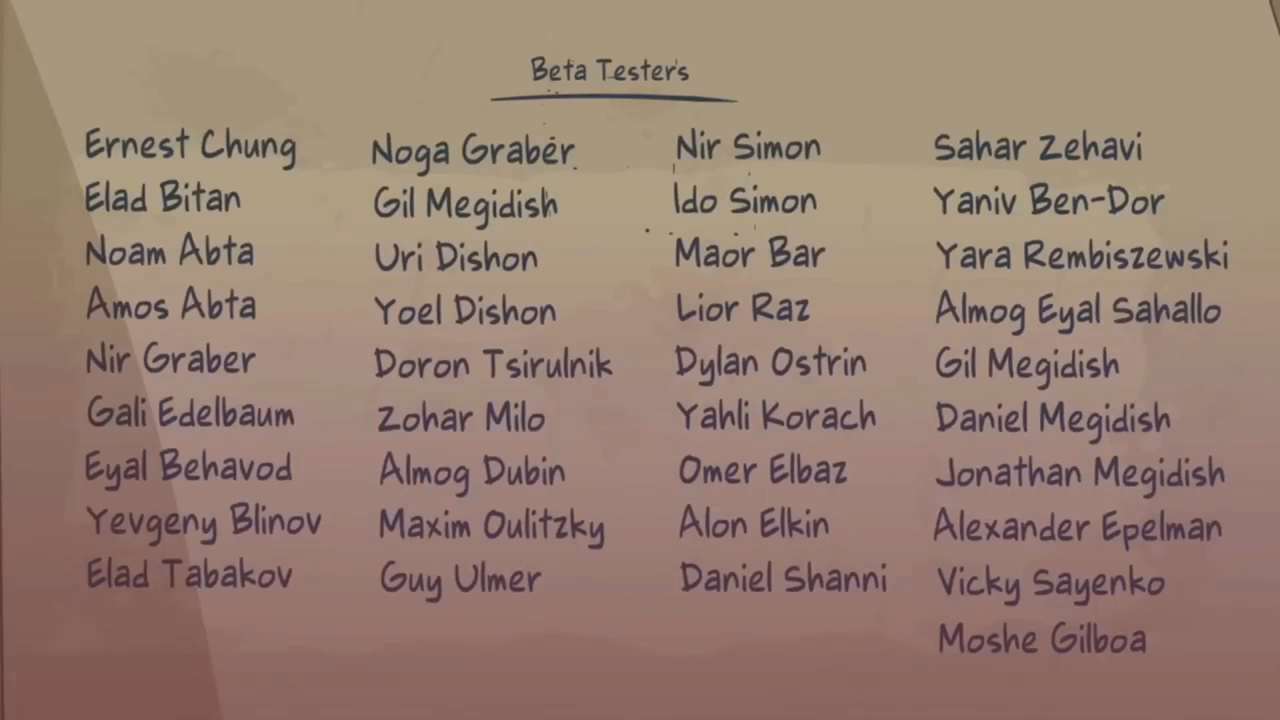 Beta Testers
Ernest Chung
Elad Bitan
Noam Abta
Amos Abta
Nir Graber
Gali Edelbaum
Eyal Behavod
Yevgeny Blinov
Elad Tabakov
Noga Graber
Gil Megidish
Uri Dishon
Yoel Dishon
Doron Tsirulnik
Zohar Milo
Almog Dubin
Maxim Oulitzky
Guy Ulmer
Nir Simon
Ido Simon
Maor Bar
Lior Raz
Dylan Ostrin
Yahli Korach
Omer Elbaz
Alon Elkin
Daniel Shanni
Sahar Zehavi
Yaniv Ben-Dor
Yara Rembiszewski
Almog Eyal Sahallo
Gil Megidish
Daniel Megidish
Jonathan Megidish
Alexander Epelman
Vicky Sayenko
Moshe Gilboa